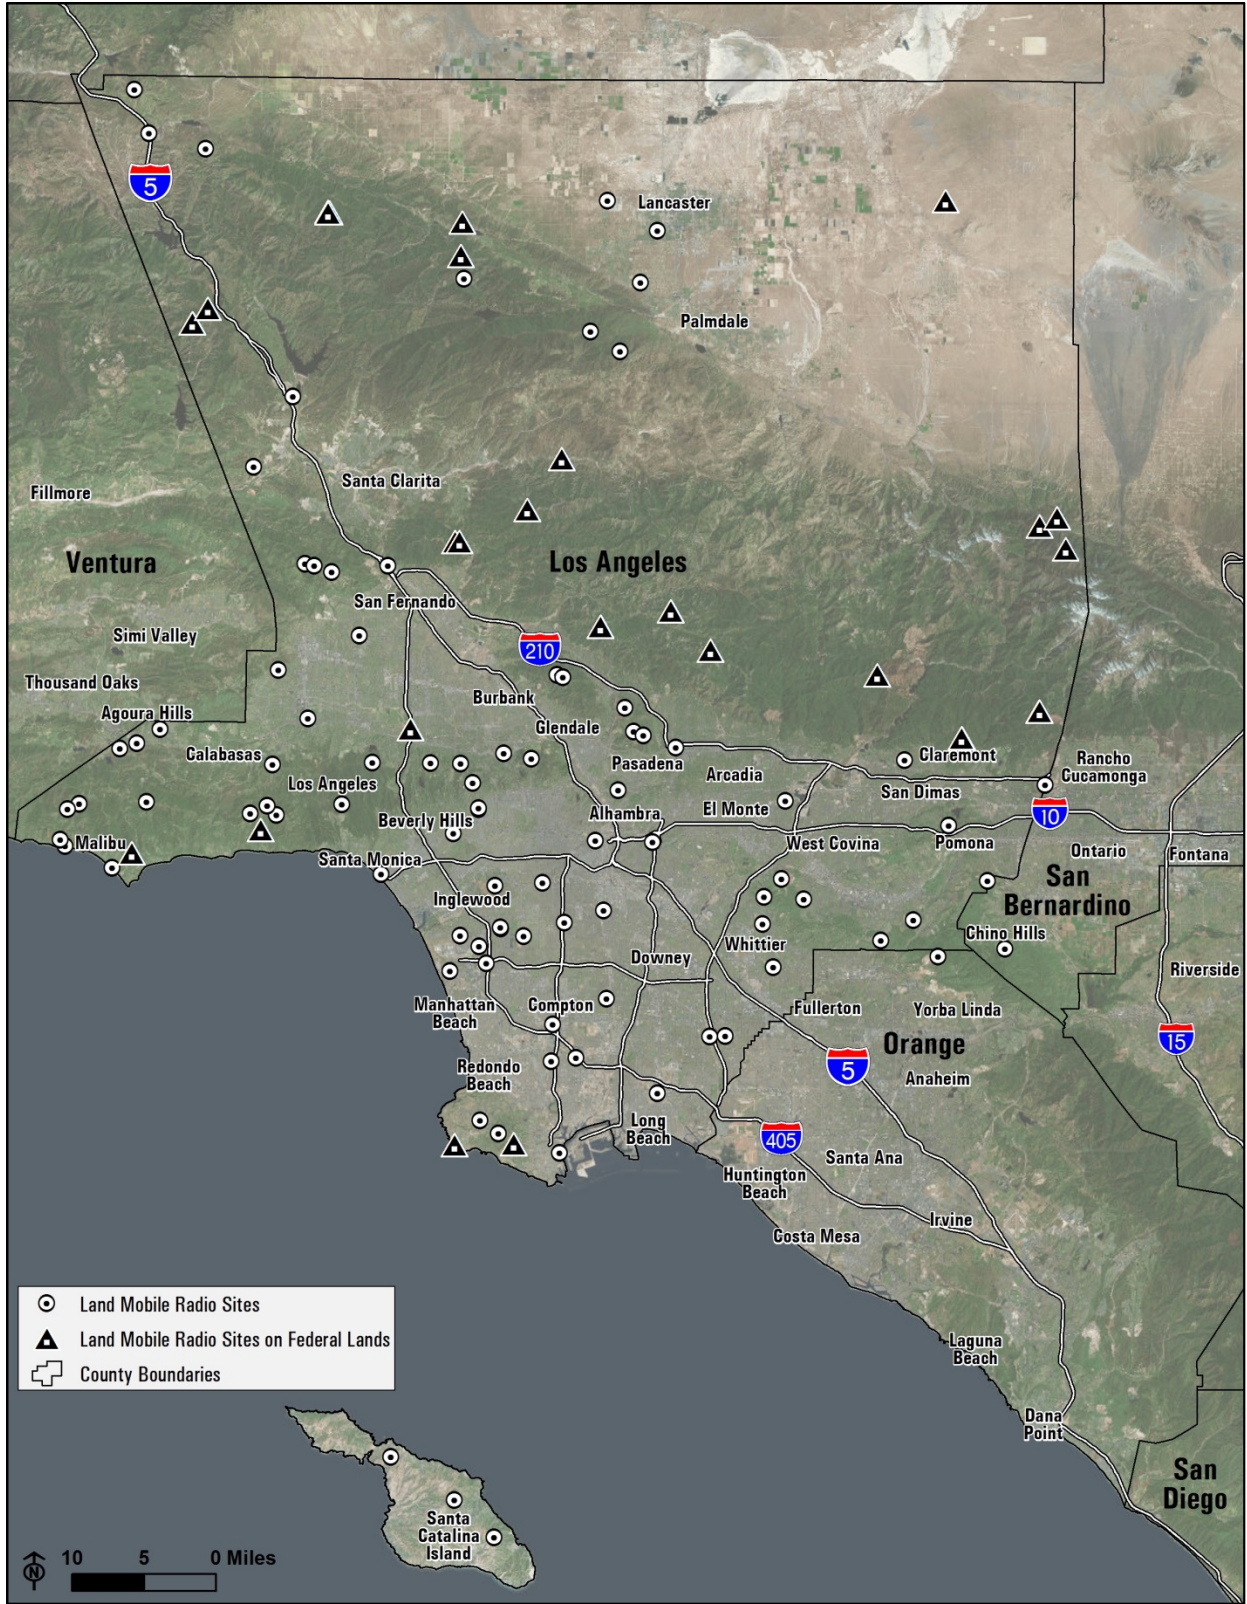 5
Lancaster
Palmdale
Santa Clarita
Fillmore
Ventura
Los Angeles
San Fernando
Simi Valley
210
Thousand Oaks
Burbank
Agoura Hills
Glendale
Calabasas
Pasadena
Claremont
Rancho
Cucamonga
Arcadia
Los Angeles
San Dimas
El Monte
Alhambra
Beverly Hills
10
Malibu
West Covina
Pomona
Ontario
Fontana
Santa Monica
San
Bernardino
Inglewood
Chino Hills
Whittier
Downey
Riverside
Manhattan
Beach
Compton
Fullerton
Yorba Linda
Orange
15
Redondo
Beach
5
Anaheim
Long
Beach
405
Santa Ana
Huntington
Beach
Irvine
Costa Mesa
Land Mobile Radio Sites
Land Mobile Radio Sites on Federal Lands
County Boundaries
Laguna
Beach
Dana
Point
San
Diego
Santa
Catalina
Island
N
10 5 0 Miles